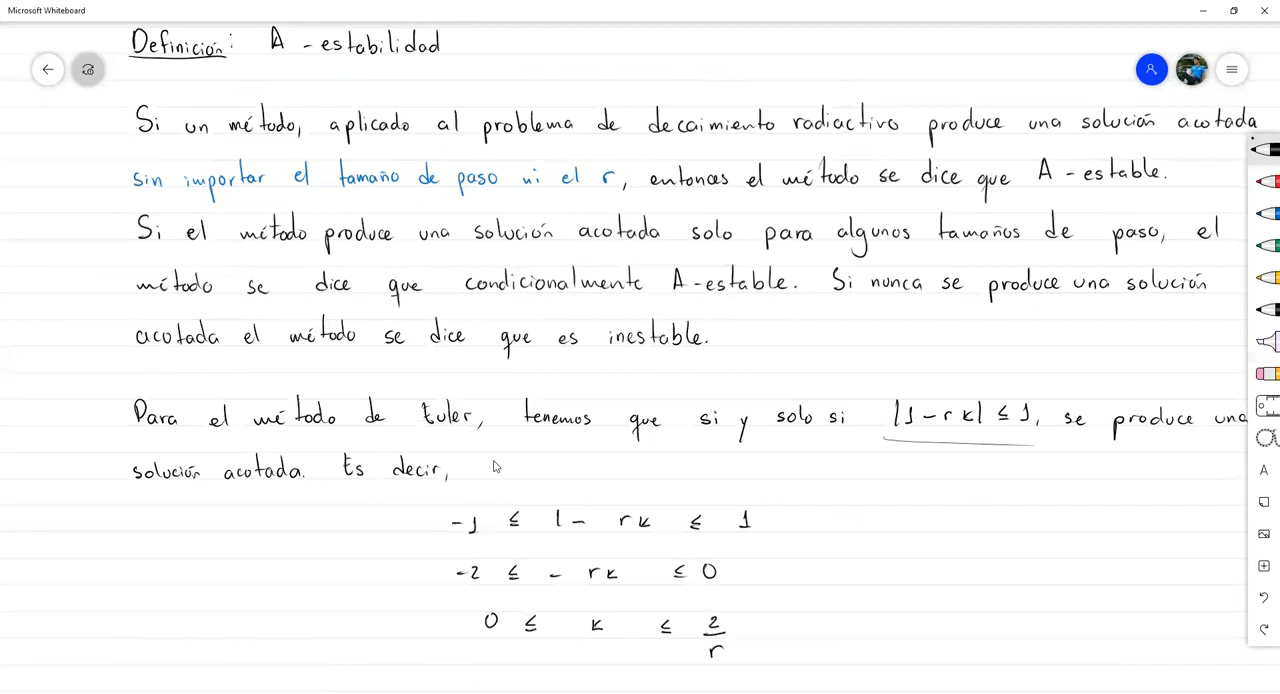 Microsoft Whiteboard
Definición: A - estabilidad
Si un método, aplicado al problema de decaimiento radiactivo produce una solución acotada
sin importar el tamaño de paso ni el r, entonces el método se dice que A - estable.
Si el método produce una solución acotada solo para algunos tamaños de paso, el
método se dice que condicionalmente A-estable. Si nunca se produce una solución
acotada el método se dice que es inestable.
Para el método de Euler, tenemos que si y solo si |1 - r k| ≤ 1, se produce una
solución acotada. Es decir,
-1 ≤ 1 - r k ≤ 1
-2 ≤ - r k ≤ 0
0 ≤ k ≤ 2/r
A